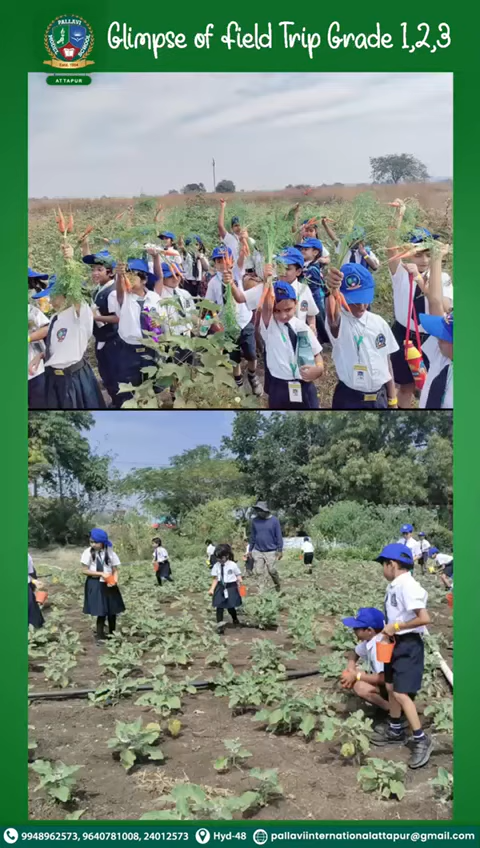 PALLAVI
Glimpse of field Trip Grade 1,2,3
ATTAPUR
9948962573, 9640781008, 24012573 Hyd-48 pallaviinternationalattapur@gmail.com